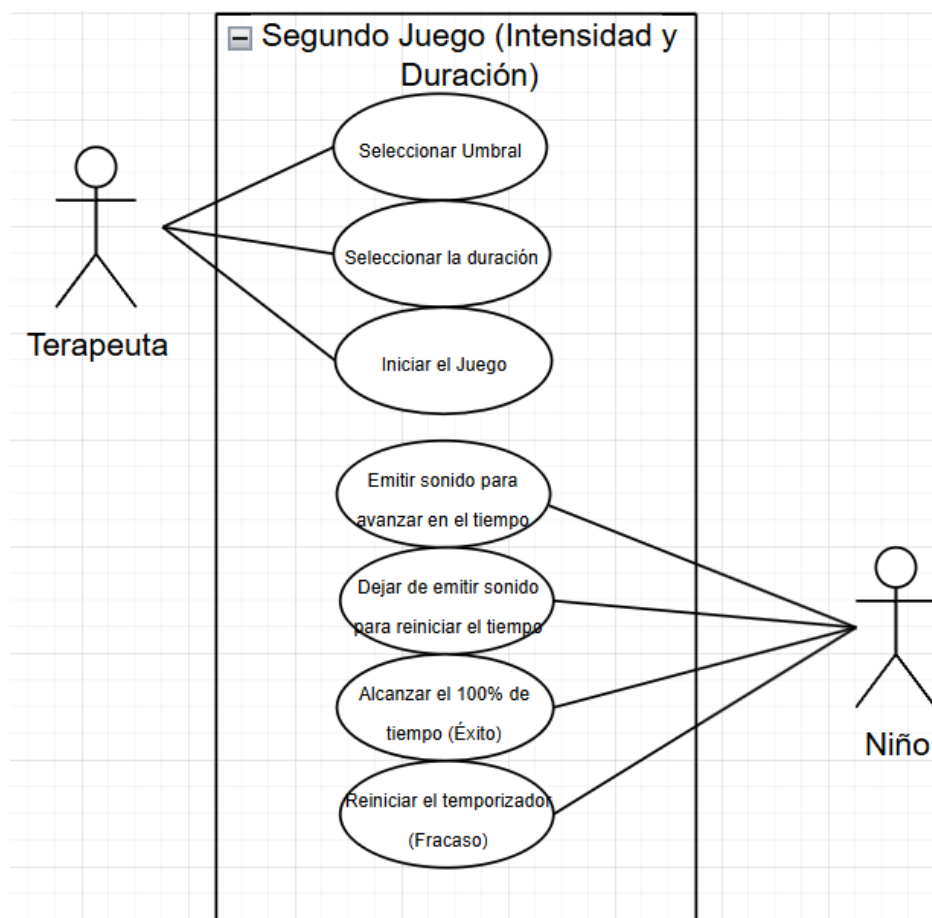 Segundo Juego (Intensidad y
Duración)
Seleccionar Umbral
Seleccionar la duración
Iniciar el Juego
Terapeuta
Emitir sonido para
avanzar en el tiempo
Dejar de emitir sonido
para reiniciar el tiempo
Alcanzar el 100% de
tiempo (Éxito)
Niño
Reiniciar el temporizador
(Fracaso)